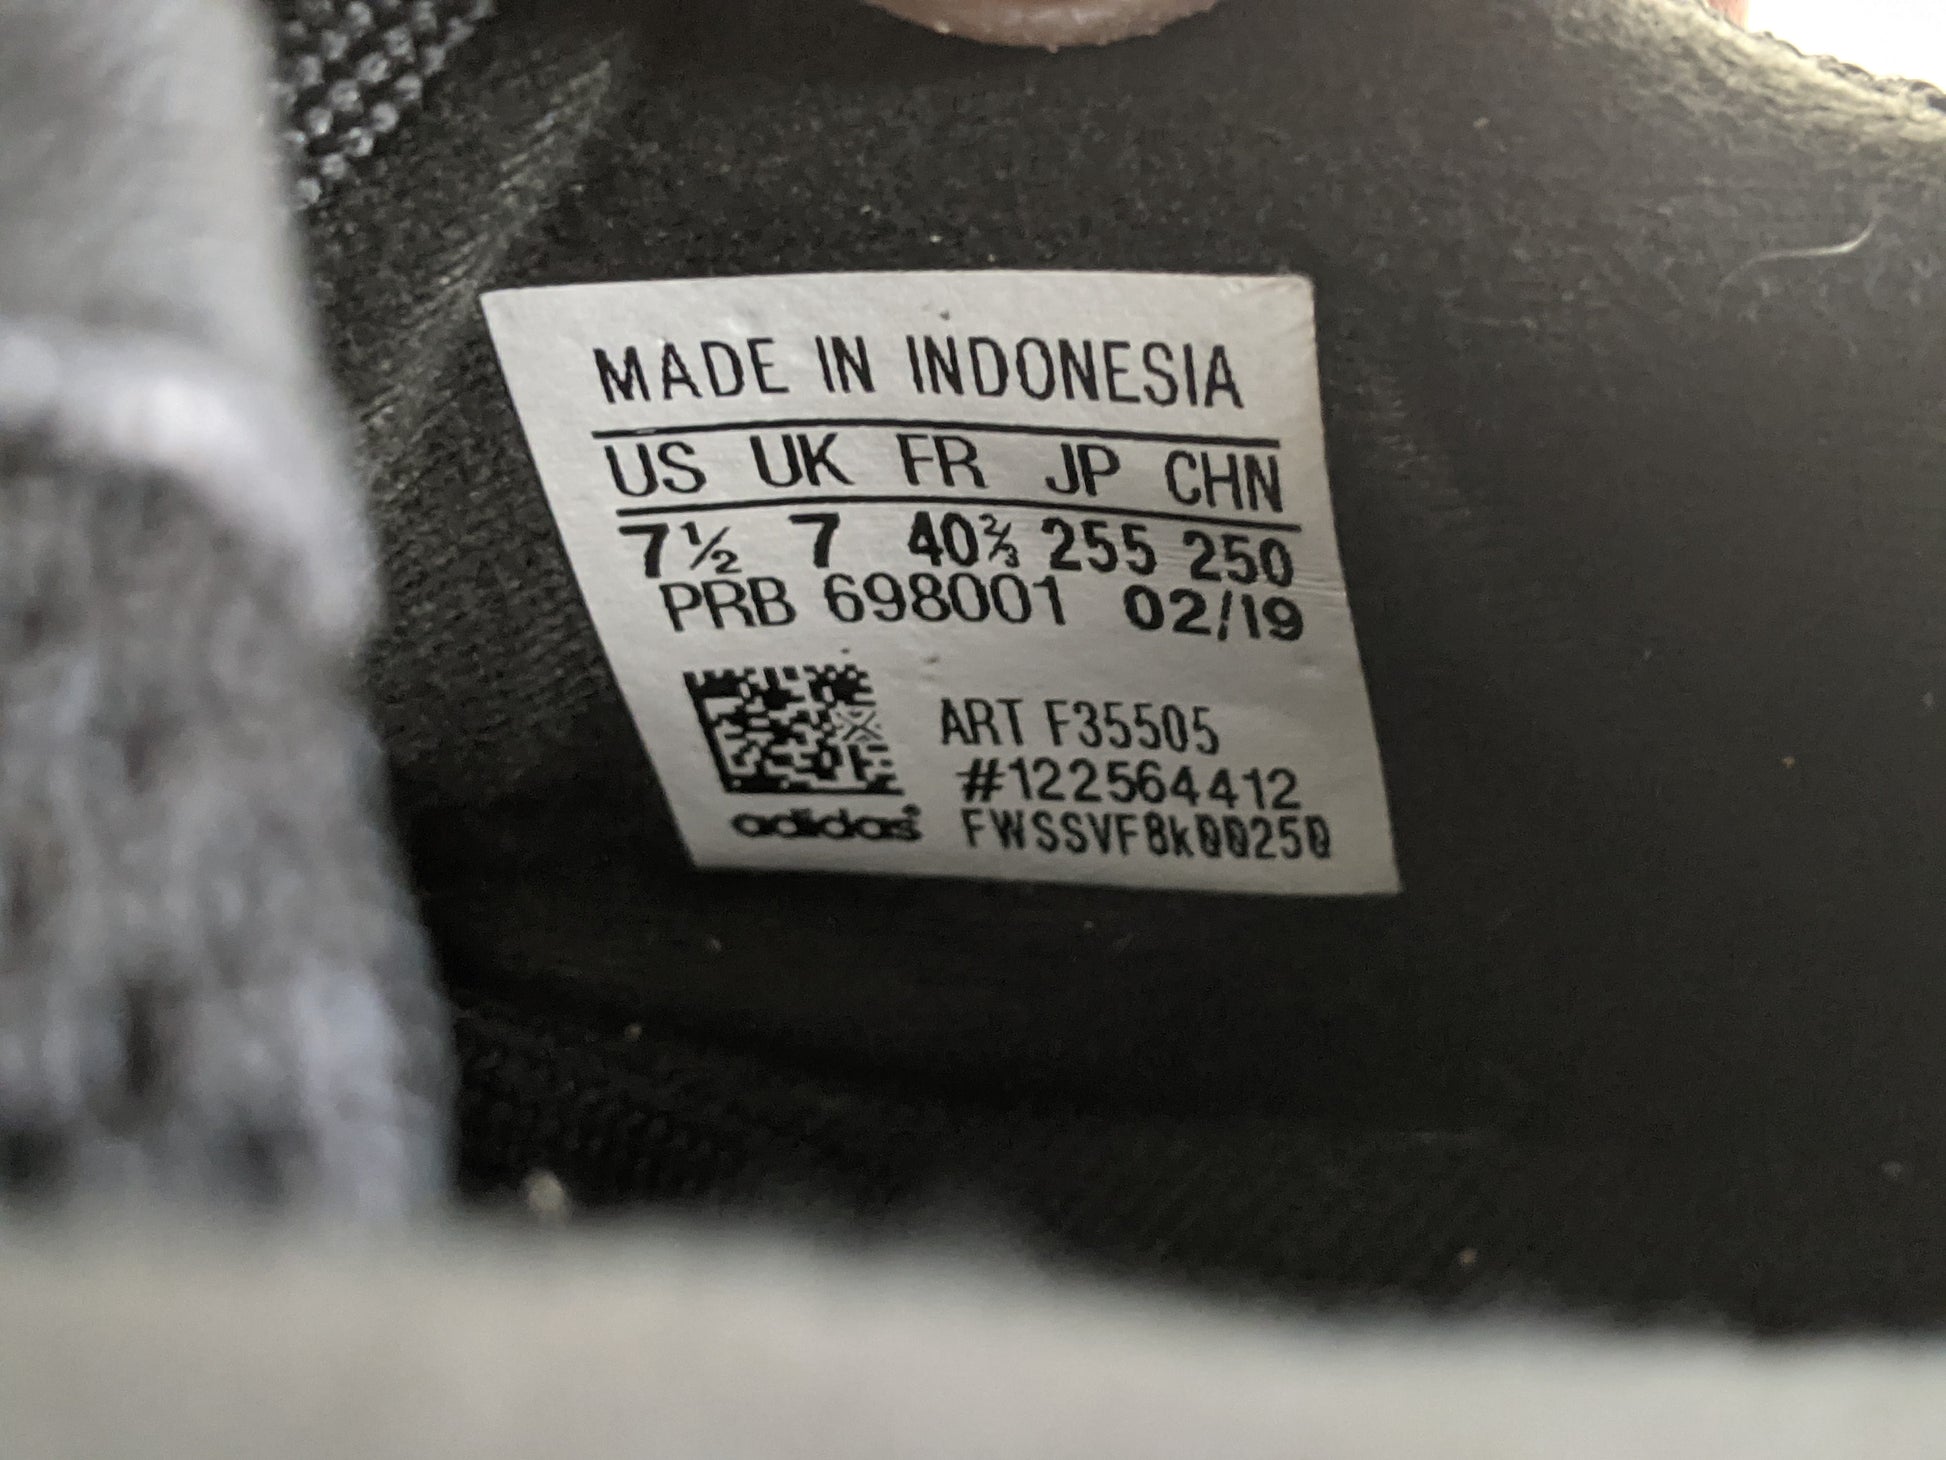 MADE IN INDONESIA
US UK FR JP CHN
7½ 7 40⅔ 255 250
PRB 698001 02/19
ART F35505
#122564412
adidas FWSSVF8k00250